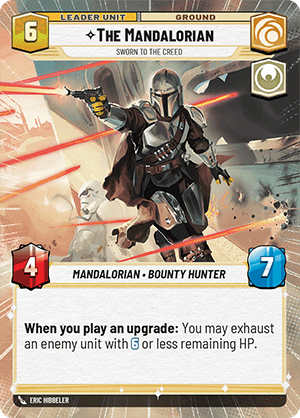 LEADER UNIT GROUND
6
THE MANDALORIAN
SWORN TO THE CREED
4
7
MANDALORIAN • BOUNTY HUNTER
When you play an upgrade: You may exhaust
an enemy unit with 6 or less remaining HP.
ERIC HIBBELER